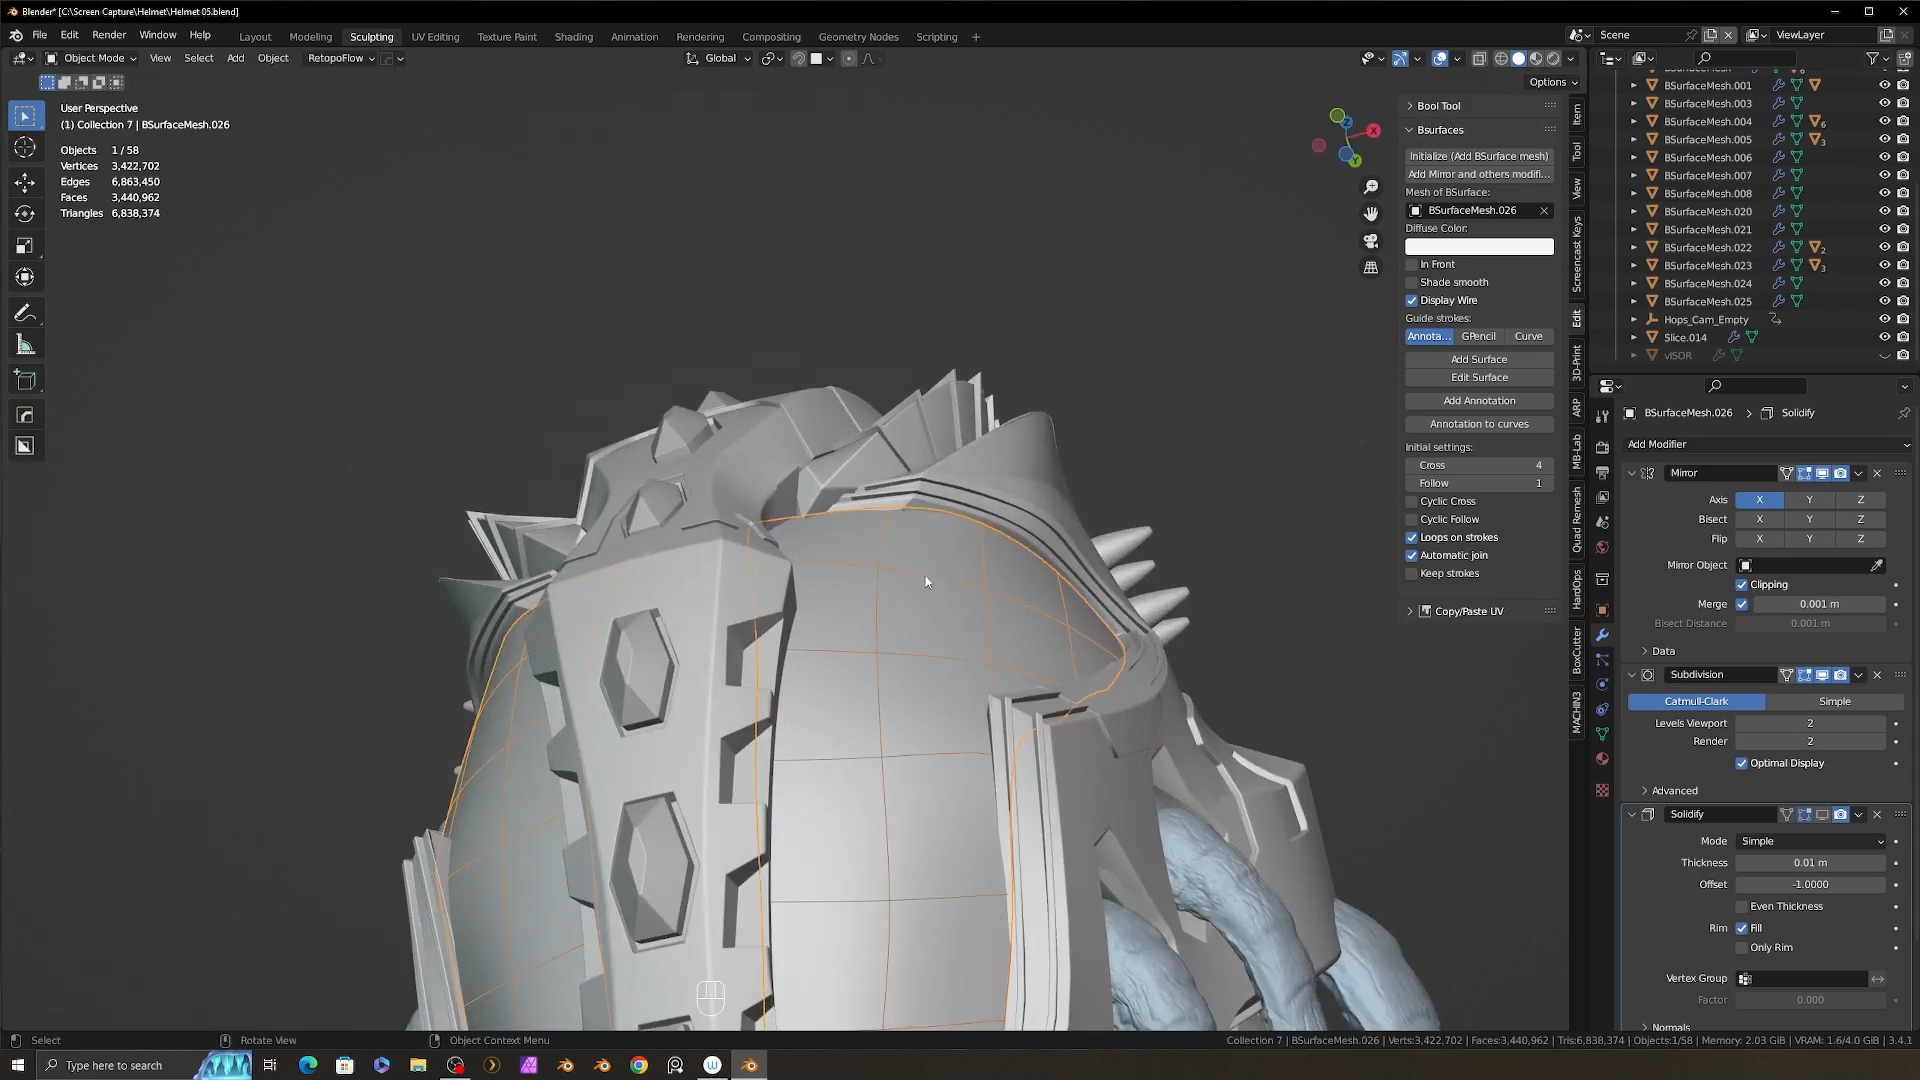 Blender* [C:\Screen Capture\Helmet\Helmet 05.blend]
File Edit Render Window Help
Layout Modeling Sculpting UV Editing Texture Paint Shading Animation Rendering Compositing Geometry Nodes Scripting +
Scene
ViewLayer
Object Mode View Select Add Object RetopoFlow
Global
Options
User Perspective
(1) Collection 7 | BSurfaceMesh.026
Objects 1 / 58
Vertices 3,422,702
Edges 6,863,450
Faces 3,440,962
Triangles 6,838,374
X
Y
Z
Bool Tool
Bsurfaces
Initialize (Add BSurface mesh)
Add Mirror and others modifi...
Mesh of BSurface:
BSurfaceMesh.026
Diffuse Color:
In Front
Shade smooth
Display Wire
Guide strokes:
Annota... GPencil Curve
Add Surface
Edit Surface
Add Annotation
Annotation to curves
Initial settings:
Cross 4
Follow 1
Cyclic Cross
Cyclic Follow
Loops on strokes
Automatic join
Keep strokes
Copy/Paste UV
Item
Tool
View
Screencast Keys
Edit
3D-Print
ARP
MB-Lab
Quad Remesh
HardOps
BoxCutter
MACHIN3
BSurfaceMesh.001
BSurfaceMesh.003
BSurfaceMesh.004 6
BSurfaceMesh.005 3
BSurfaceMesh.006
BSurfaceMesh.007
BSurfaceMesh.008
BSurfaceMesh.020
BSurfaceMesh.021
BSurfaceMesh.022 2
BSurfaceMesh.023 3
BSurfaceMesh.024
BSurfaceMesh.025
Hops_Cam_Empty
Slice.014
vISOR
BSurfaceMesh.026 > Solidify
Add Modifier
Mirror
Axis X Y Z
Bisect X Y Z
Flip X Y Z
Mirror Object
Clipping
Merge 0.001 m
Bisect Distance 0.001 m
Data
Subdivision
Catmull-Clark Simple
Levels Viewport 2
Render 2
Optimal Display
Advanced
Solidify
Mode Simple
Thickness 0.01 m
Offset -1.0000
Even Thickness
Rim Fill
Only Rim
Vertex Group
Factor 0.000
Normals
Select
Rotate View
Object Context Menu
Collection 7 | BSurfaceMesh.026 | Verts:3,422,702 | Faces:3,440,962 | Tris:6,838,374 | Objects:1/58 | Memory: 2.03 GiB | VRAM: 1.6/4.0 GiB | 3.4.1
Type here to search